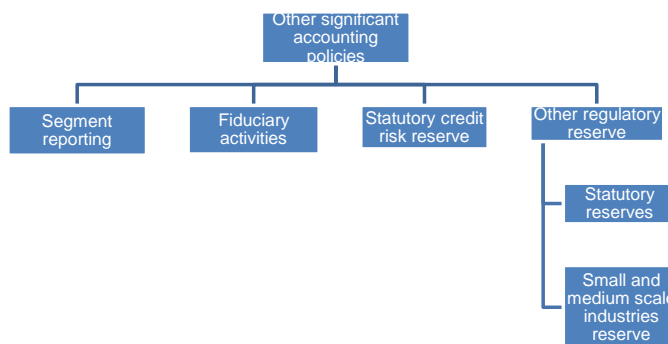 Other significant
accounting
policies
Segment
reporting
Fiduciary
activities
Statutory credit
risk reserve
Other regulatory
reserve
Statutory
reserves
Small and
medium scale
industries
reserve